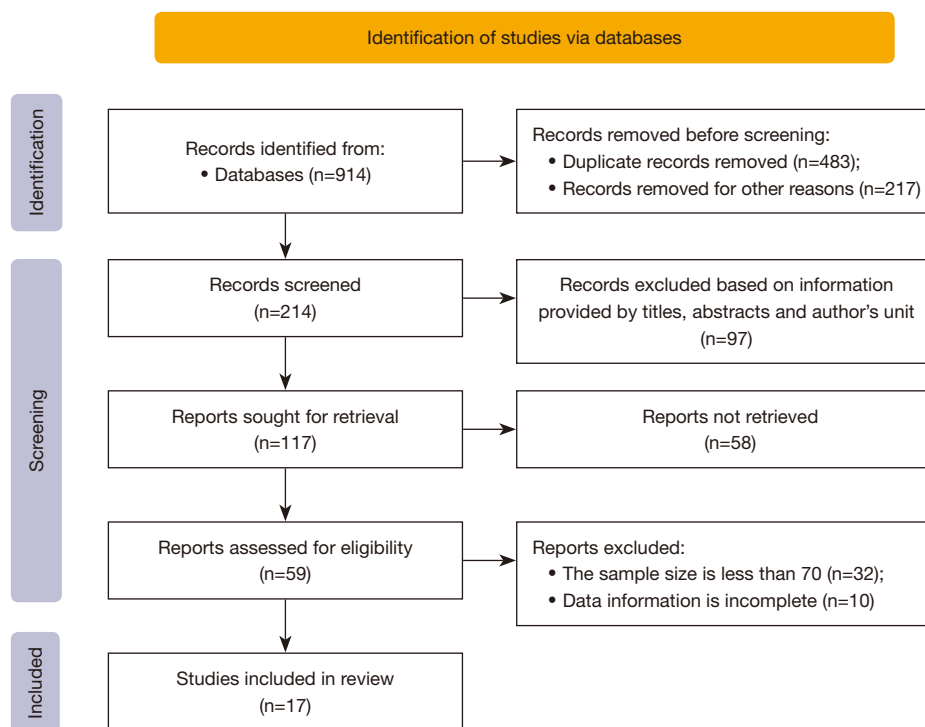 Identification of studies via databases
Identification
Records identified from:
• Databases (n=914)
Records removed before screening:
• Duplicate records removed (n=483);
• Records removed for other reasons (n=217)
Screening
Records screened
(n=214)
Records excluded based on information
provided by titles, abstracts and author's unit
(n=97)
Reports sought for retrieval
(n=117)
Reports not retrieved
(n=58)
Reports assessed for eligibility
(n=59)
Reports excluded:
• The sample size is less than 70 (n=32);
• Data information is incomplete (n=10)
Included
Studies included in review
(n=17)